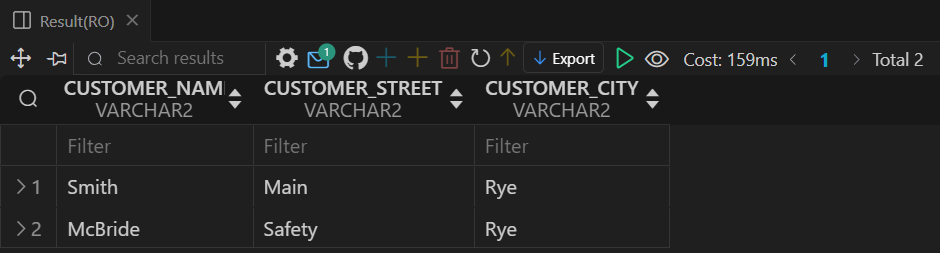 Result(RO)
Search results 1 Export Cost: 159ms 1 Total 2
CUSTOMER_NAM CUSTOMER_STREET CUSTOMER_CITY
VARCHAR2 VARCHAR2 VARCHAR2
Filter Filter Filter
1 Smith Main Rye
2 McBride Safety Rye